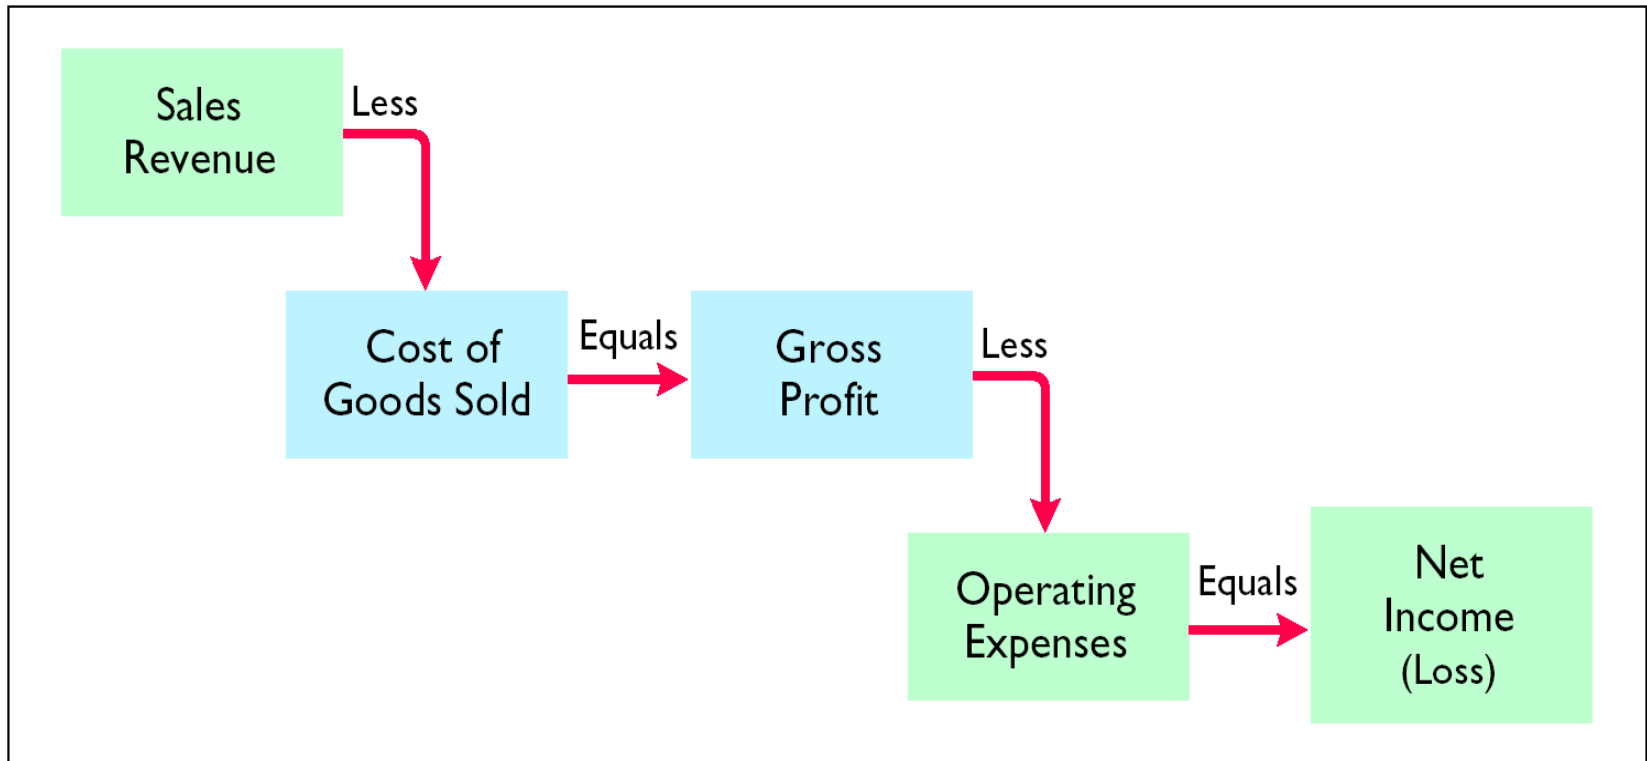 Sales
Revenue
Less
Cost of
Goods Sold
Equals
Gross
Profit
Less
Operating
Expenses
Equals
Net
Income
(Loss)